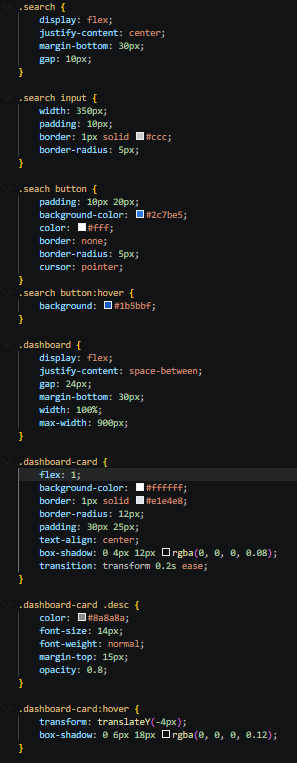 .search {
display: flex;
justify-content: center;
margin-bottom: 30px;
gap: 10px;
}
.search input {
width: 350px;
padding: 10px;
border: 1px solid #ccc;
border-radius: 5px;
}
.seach button {
padding: 10px 20px;
background-color: #2c7be5;
color: #fff;
border: none;
border-radius: 5px;
cursor: pointer;
}
.search button:hover {
background: #1b5bbf;
}
.dashboard {
display: flex;
justify-content: space-between;
gap: 24px;
margin-bottom: 30px;
width: 100%;
max-width: 900px;
}
.dashboard-card {
flex: 1;
background-color: #ffffff;
border: 1px solid #e1e4e8;
border-radius: 12px;
padding: 30px 25px;
text-align: center;
box-shadow: 0 4px 12px rgba(0, 0, 0, 0.08);
transition: transform 0.2s ease;
}
.dashboard-card .desc {
color: #8a8a8a;
font-size: 14px;
font-weight: normal;
margin-top: 15px;
opacity: 0.8;
}
.dashboard-card:hover {
transform: translateY(-4px);
box-shadow: 0 6px 18px rgba(0, 0, 0, 0.12);
}